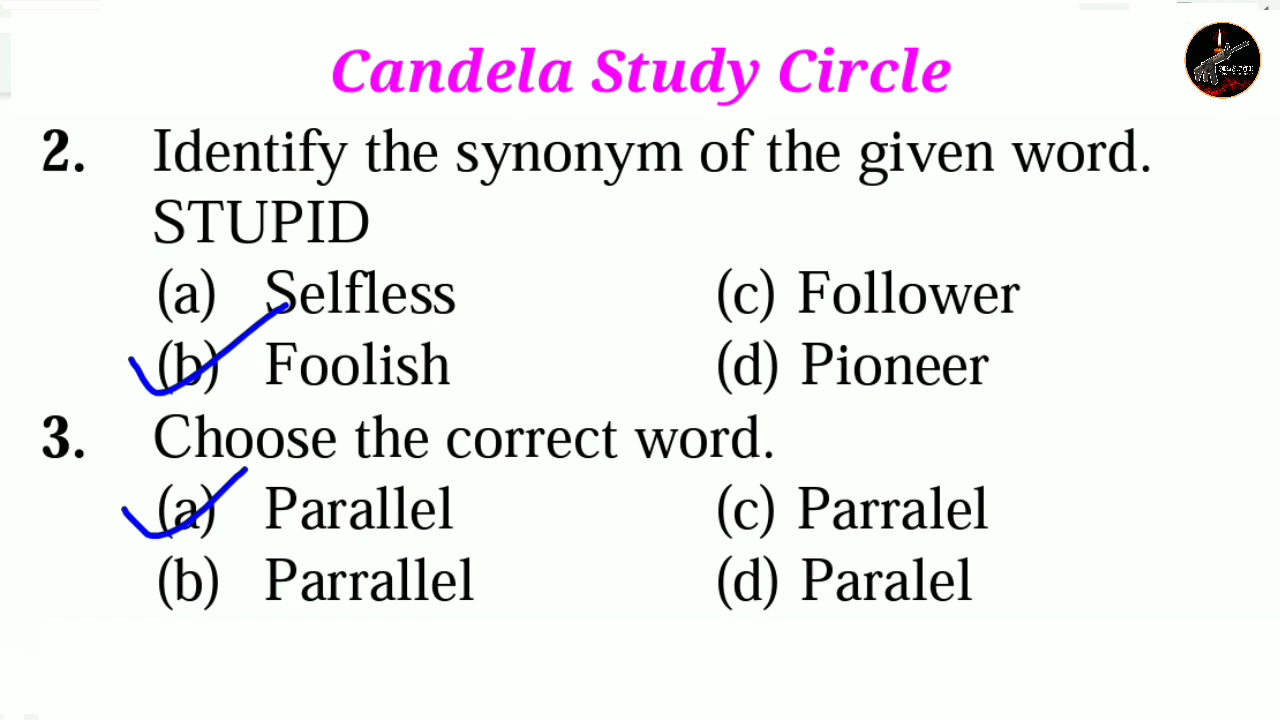 Candela Study Circle
2. Identify the synonym of the given word.
STUPID
(a) Selfless (c) Follower
(b) Foolish (d) Pioneer
3. Choose the correct word.
(a) Parallel (c) Parralel
(b) Parrallel (d) Paralel